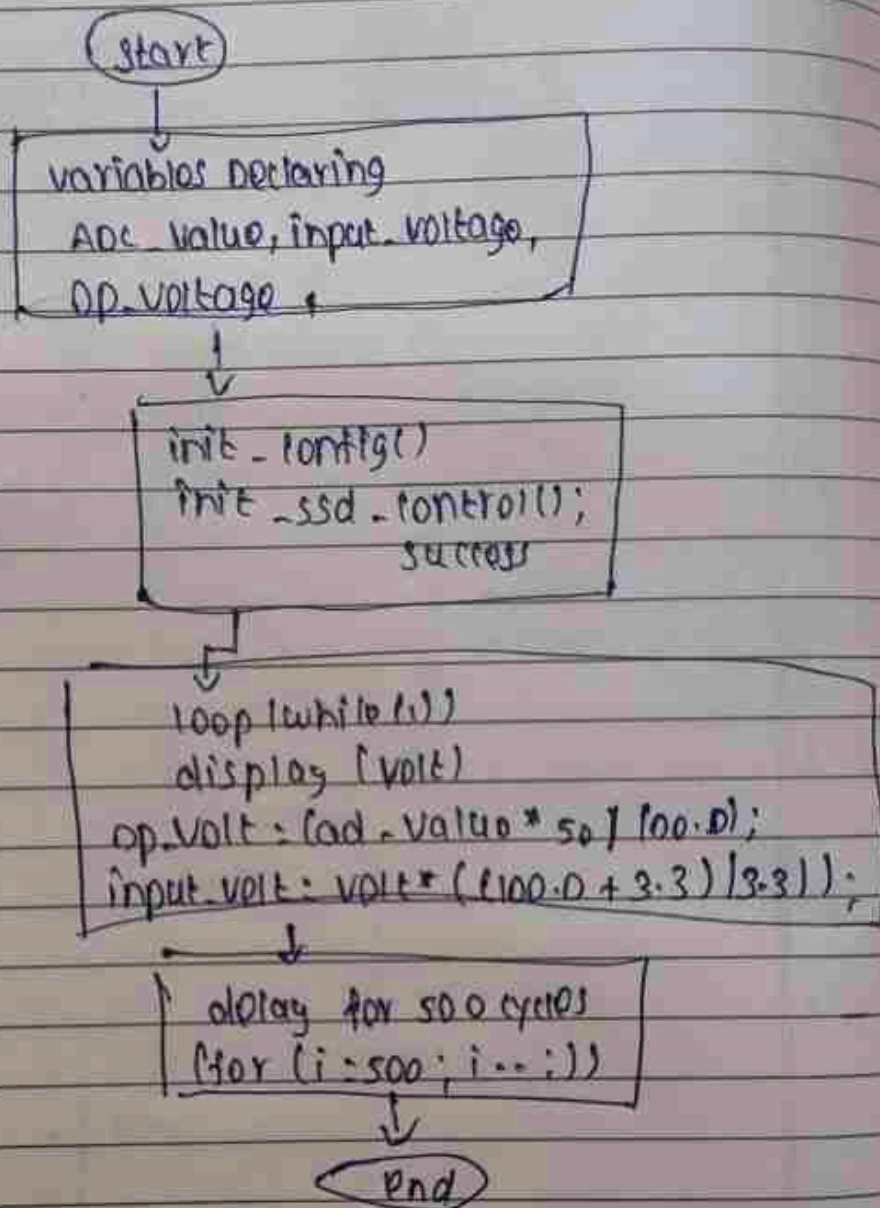 start
variables Declaring
ADC_value, input_voltage,
op_voltage
init_config()
init_ssd_control();
success
loop (while(1))
display (volt)
op_volt = (ad_value * 50 / 100.0);
input_volt = volt * ((100.0 + 3.3) / 3.3));
delay for 500 cycles
(for (i = 500; i--;))
end